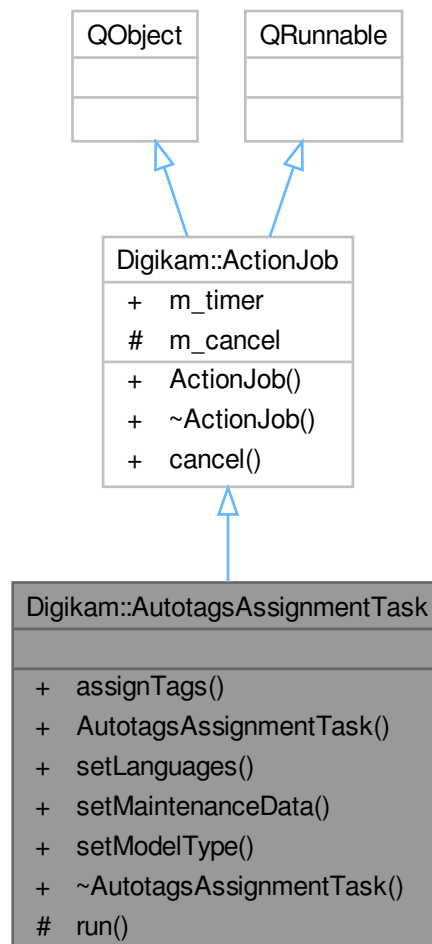 QObject
QRunnable
Digikam::ActionJob
+ m_timer
# m_cancel
+ ActionJob()
+ ~ActionJob()
+ cancel()
Digikam::AutotagsAssignmentTask
+ assignTags()
+ AutotagsAssignmentTask()
+ setLanguages()
+ setMaintenanceData()
+ setModelType()
+ ~AutotagsAssignmentTask()
# run()